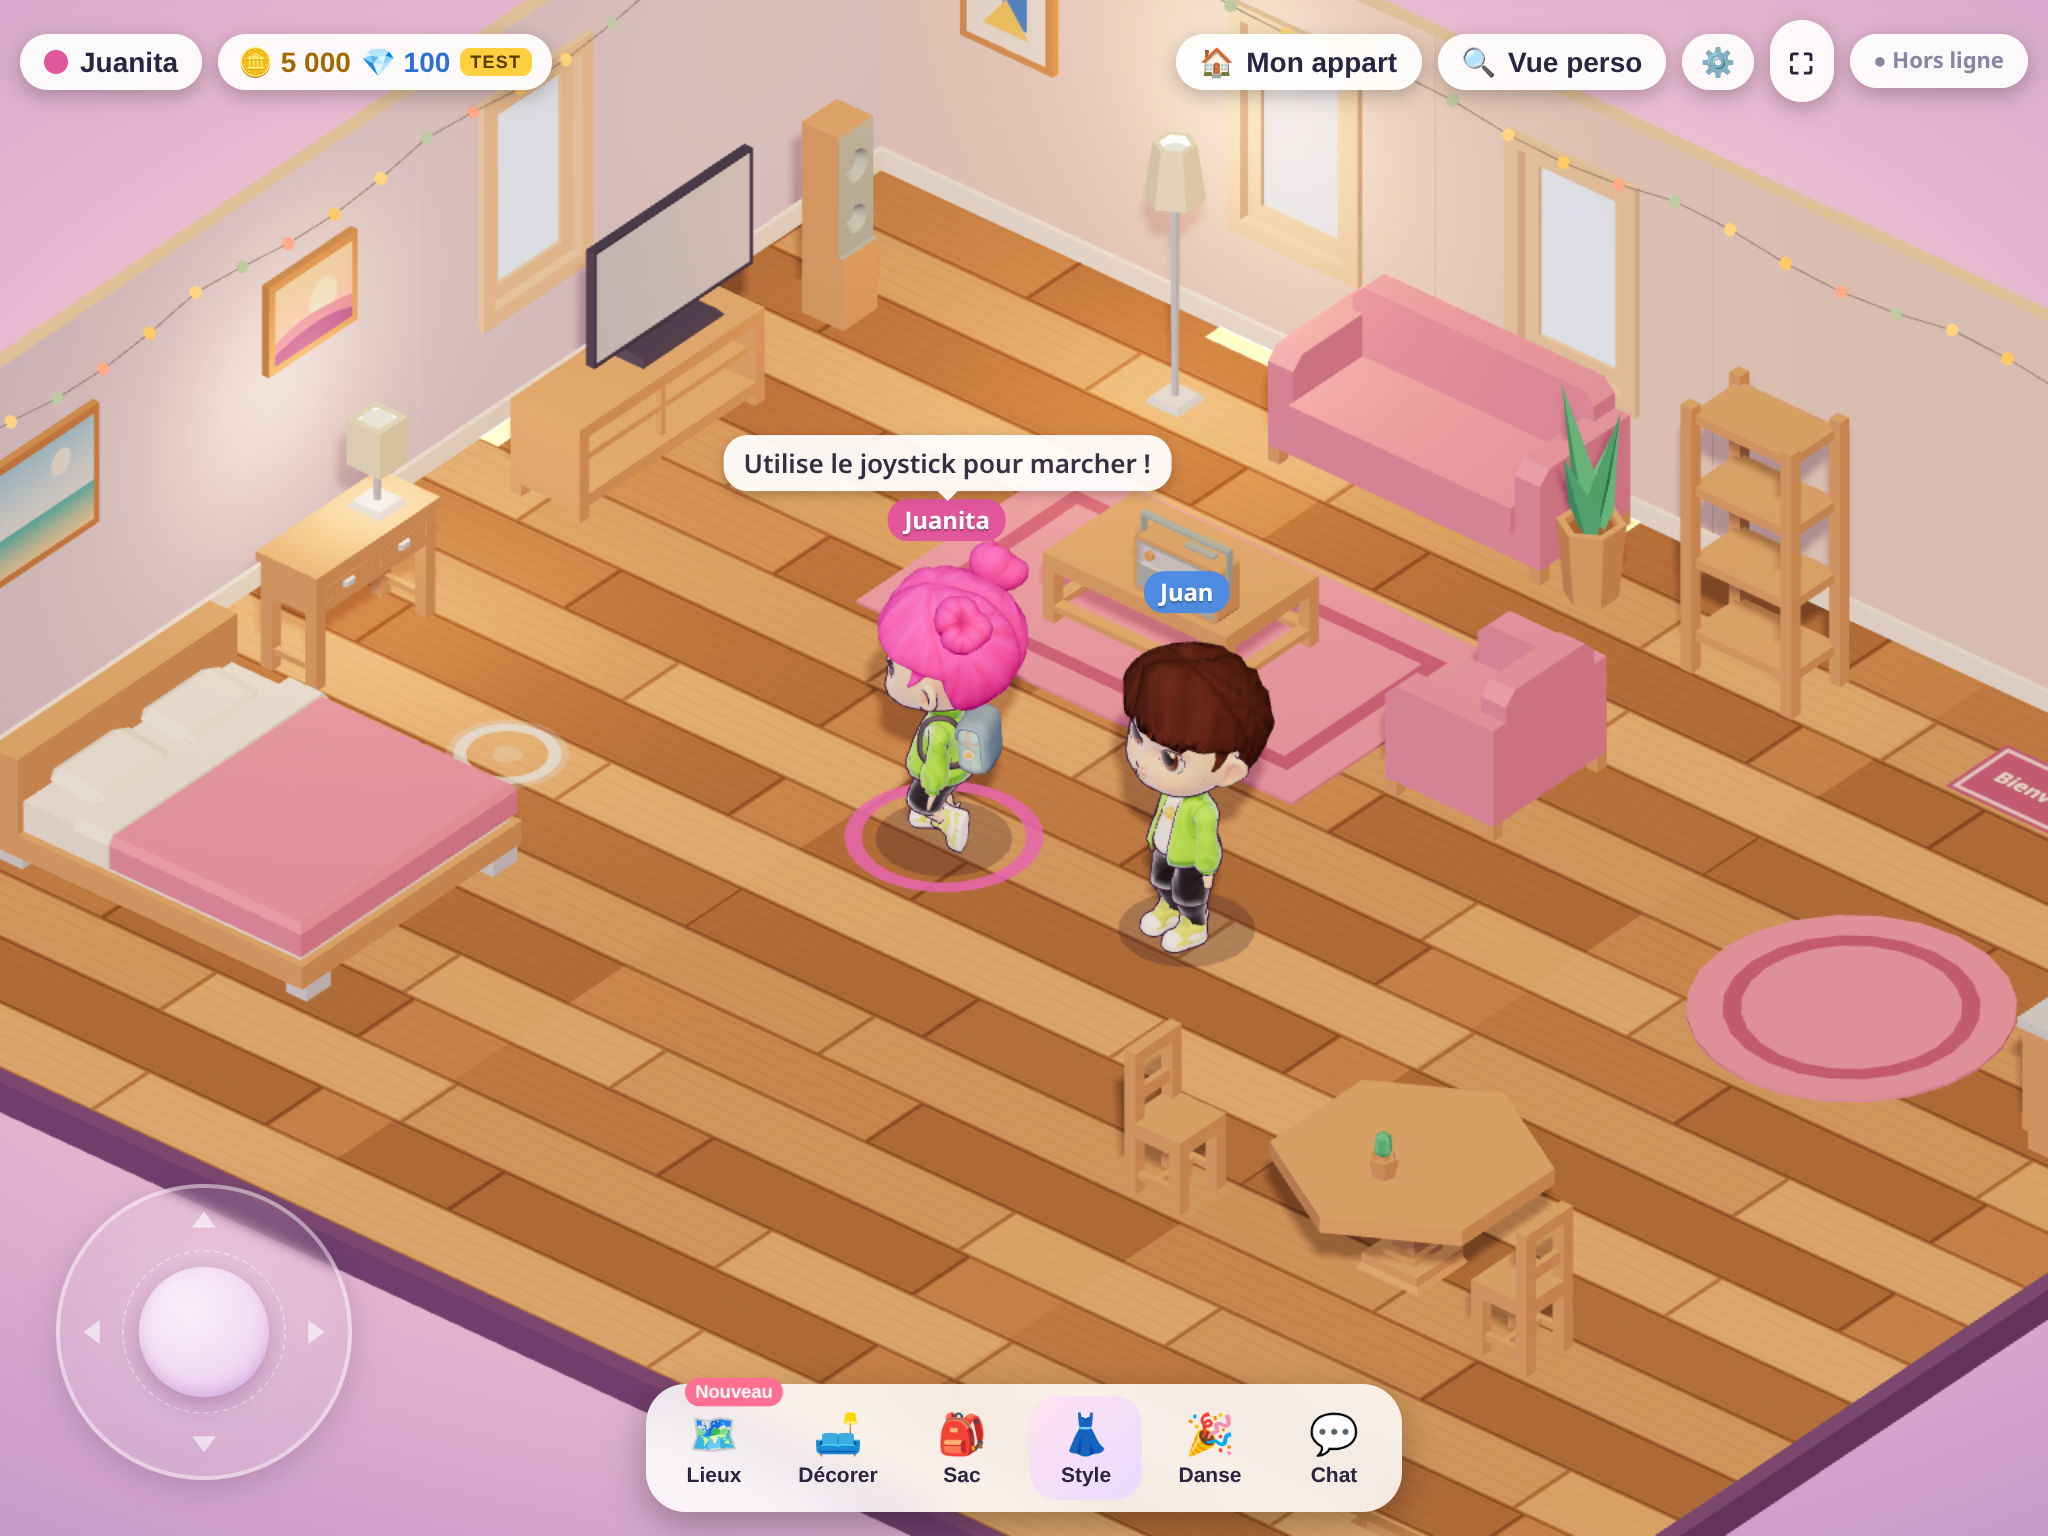 Juanita
5 000
100
TEST
Mon appart
Vue perso
Hors ligne
Utilise le joystick pour marcher !
Juanita
Juan
Nouveau
Lieux
Décorer
Sac
Style
Danse
Chat